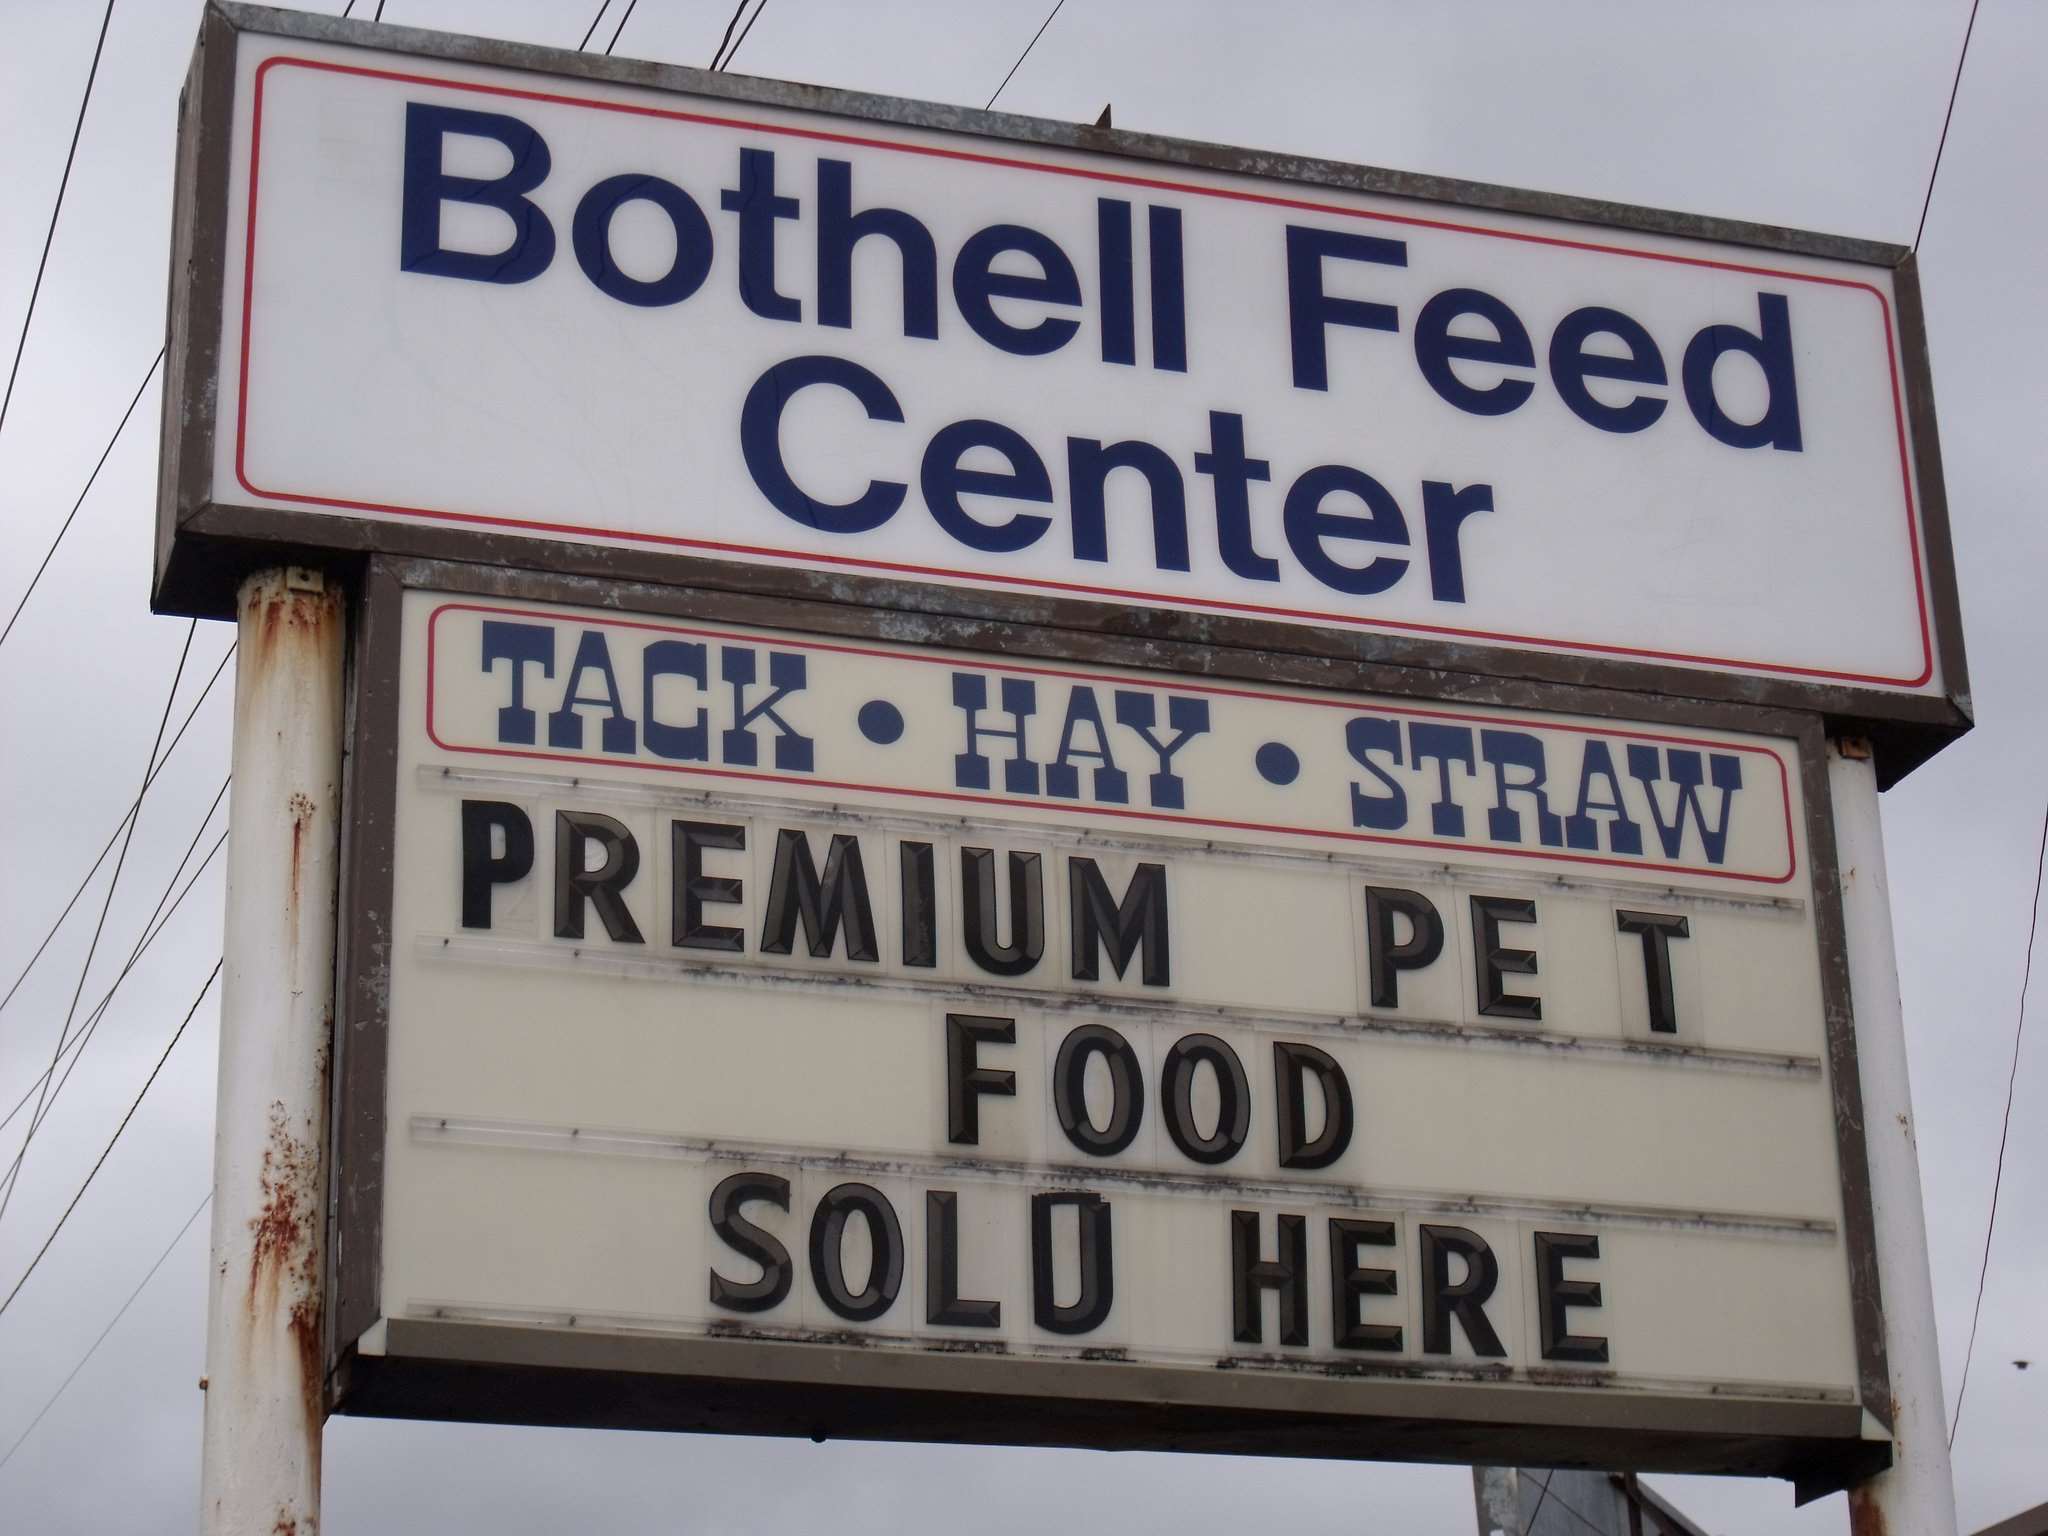 Bothell Feed
Center
TACK • HAY • STRAW
PREMIUM PET
FOOD
SOLD HERE